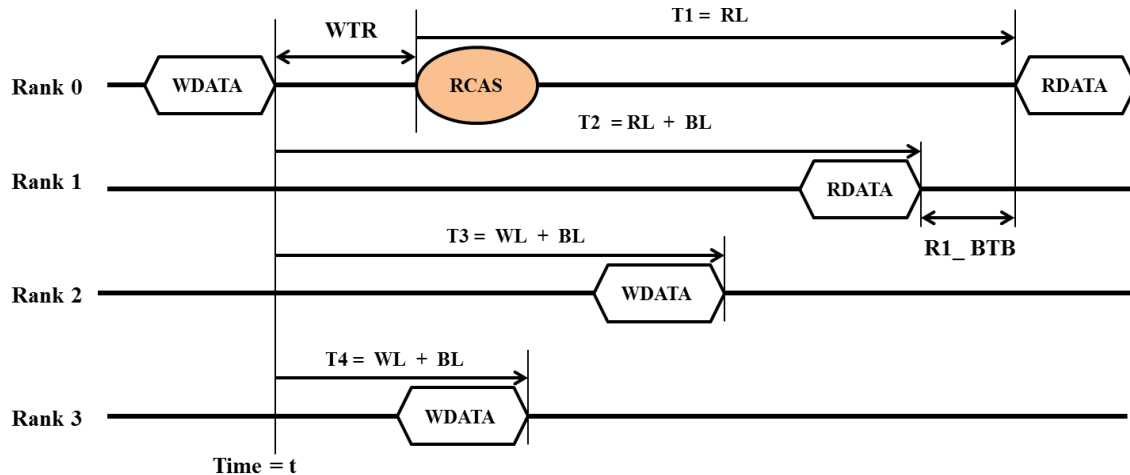 T1 = RL
WTR
Rank 0
WDATA
RCAS
RDATA
T2 = RL + BL
Rank 1
RDATA
T3 = WL + BL
R1_ BTB
Rank 2
WDATA
T4 = WL + BL
Rank 3
WDATA
Time = t